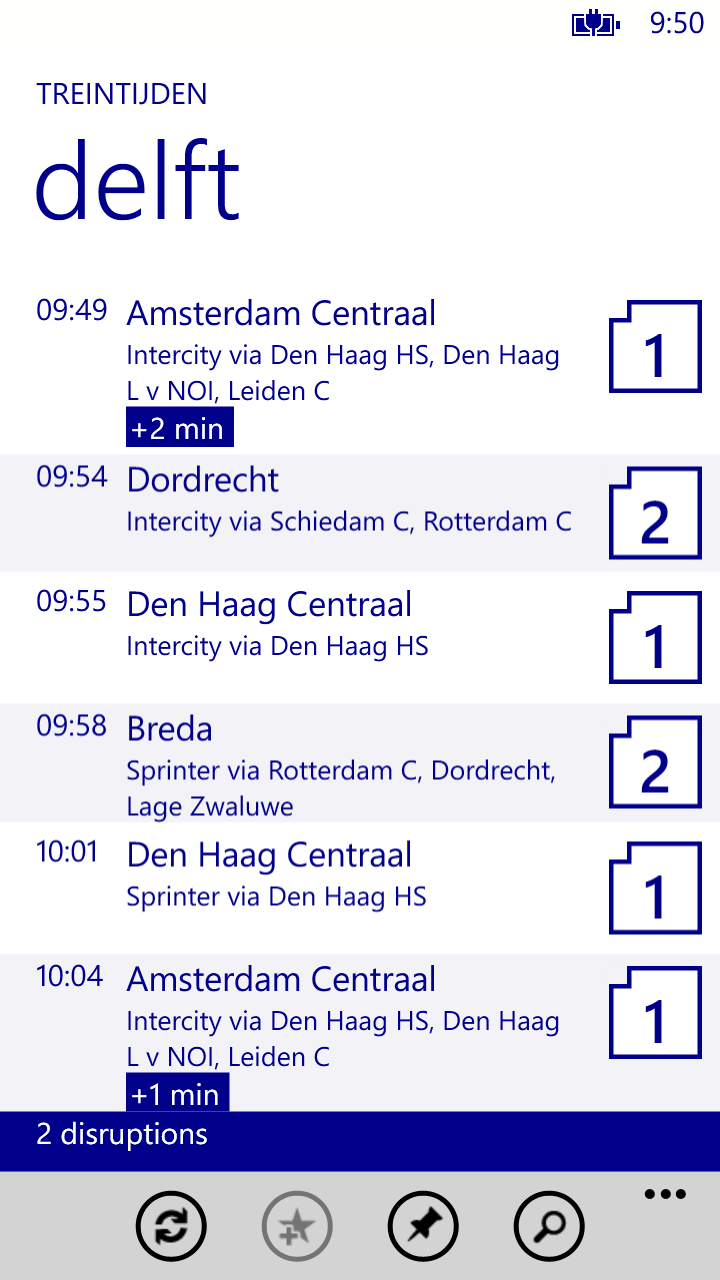 9:50
TREINTIJDEN
delft
09:49 Amsterdam Centraal
Intercity via Den Haag HS, Den Haag
L v NOI, Leiden C
+2 min
1
09:54 Dordrecht
Intercity via Schiedam C, Rotterdam C
2
09:55 Den Haag Centraal
Intercity via Den Haag HS
1
09:58 Breda
Sprinter via Rotterdam C, Dordrecht,
Lage Zwaluwe
2
10:01 Den Haag Centraal
Sprinter via Den Haag HS
1
10:04 Amsterdam Centraal
Intercity via Den Haag HS, Den Haag
L v NOI, Leiden C
+1 min
1
2 disruptions